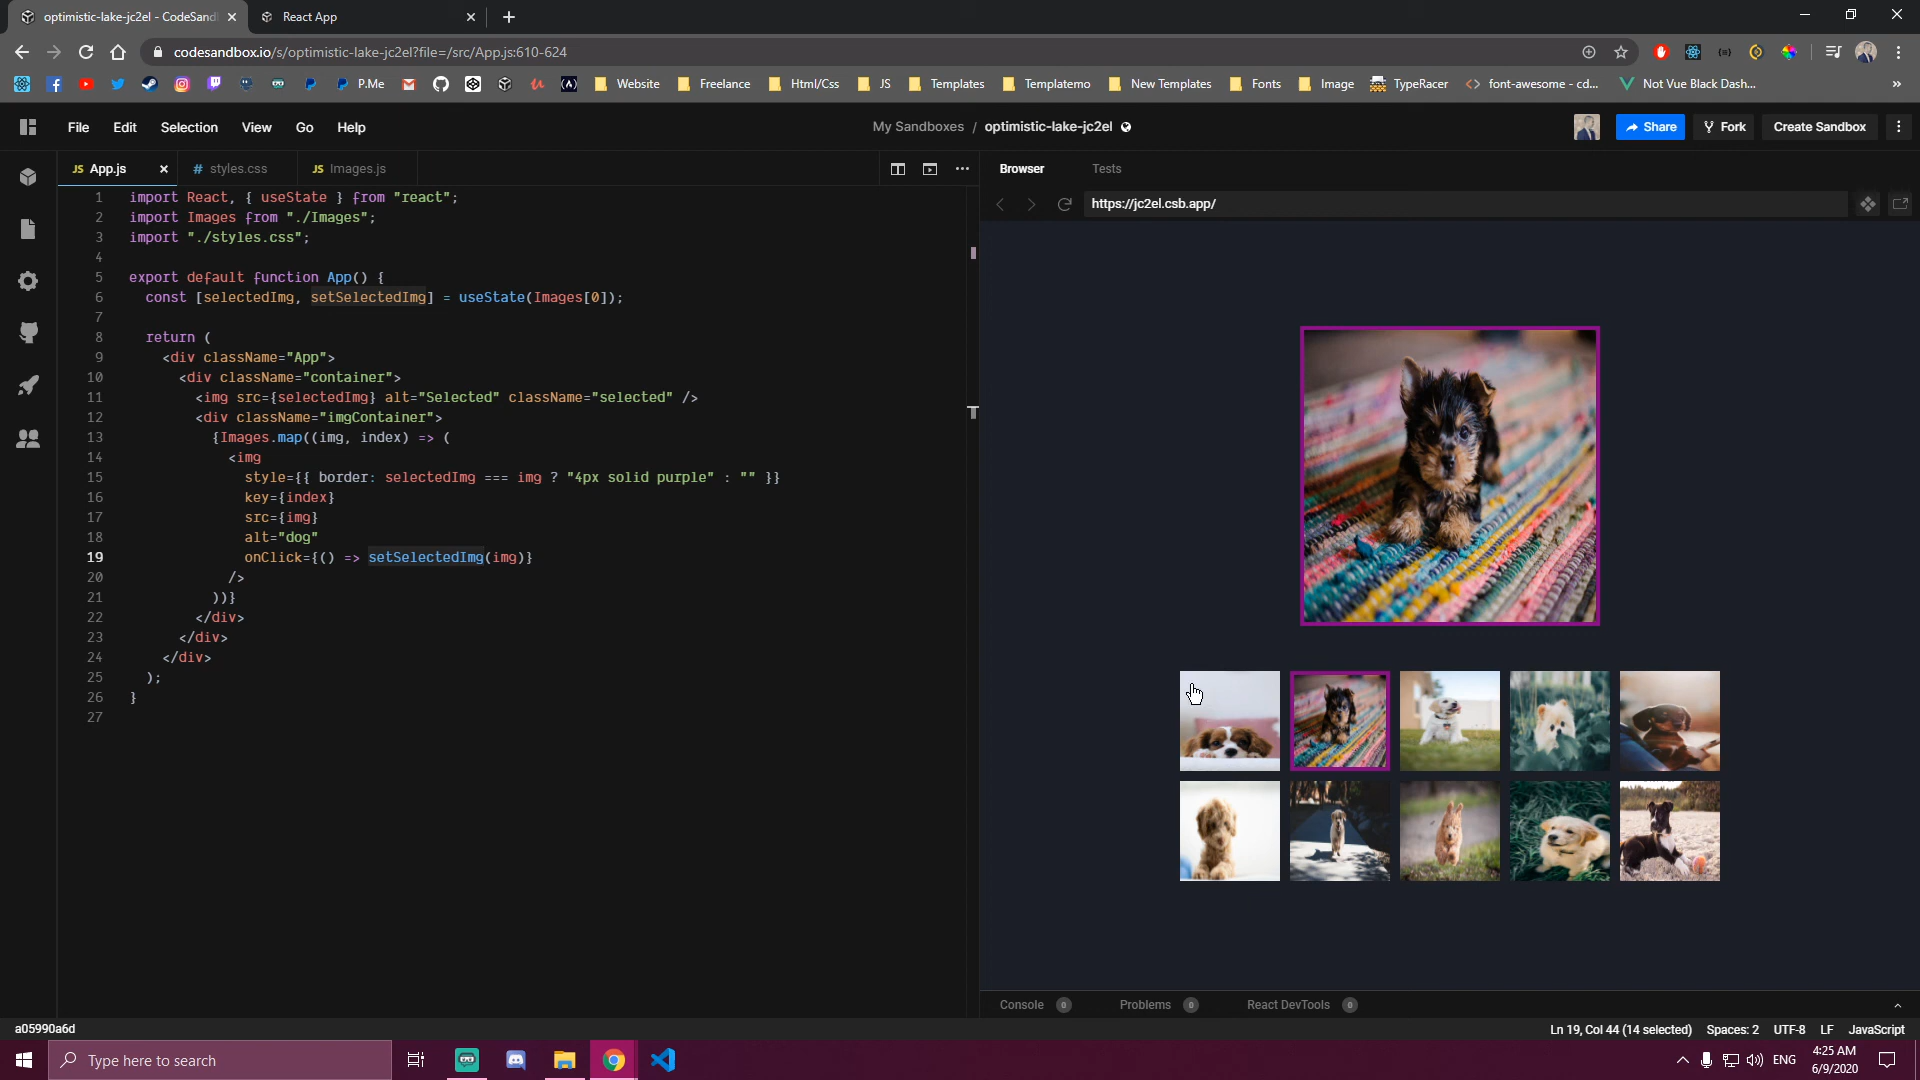 optimistic-lake-jc2el - CodeSand
React App
codesandbox.io/s/optimistic-lake-jc2el?file=/src/App.js:610-624
P.Me
Website
Freelance
Html/Css
JS
Templates
Templatemo
New Templates
Fonts
Image
TypeRacer
font-awesome - cd...
Not Vue Black Dash...
File
Edit
Selection
View
Go
Help
My Sandboxes / optimistic-lake-jc2el
Share
Fork
Create Sandbox
JS App.js
# styles.css
JS Images.js
Browser
Tests
https://jc2el.csb.app/
1 import React, { useState } from "react";
2 import Images from "./Images";
3 import "./styles.css";
4
5 export default function App() {
6 const [selectedImg, setSelectedImg] = useState(Images[0]);
7
8 return (
9 <div className="App">
10 <div className="container">
11 <img src={selectedImg} alt="Selected" className="selected" />
12 <div className="imgContainer">
13 {Images.map((img, index) => (
14 <img
15 style={{ border: selectedImg === img ? "4px solid purple" : "" }}
16 key={index}
17 src={img}
18 alt="dog"
19 onClick={() => setSelectedImg(img)}
20 />
21 ))}
22 </div>
23 </div>
24 </div>
25 );
26 }
27
Console 0
Problems 0
React DevTools 0
a05990a6d
Ln 19, Col 44 (14 selected)
Spaces: 2
UTF-8
LF
JavaScript
Type here to search
ENG
4:25 AM
6/9/2020